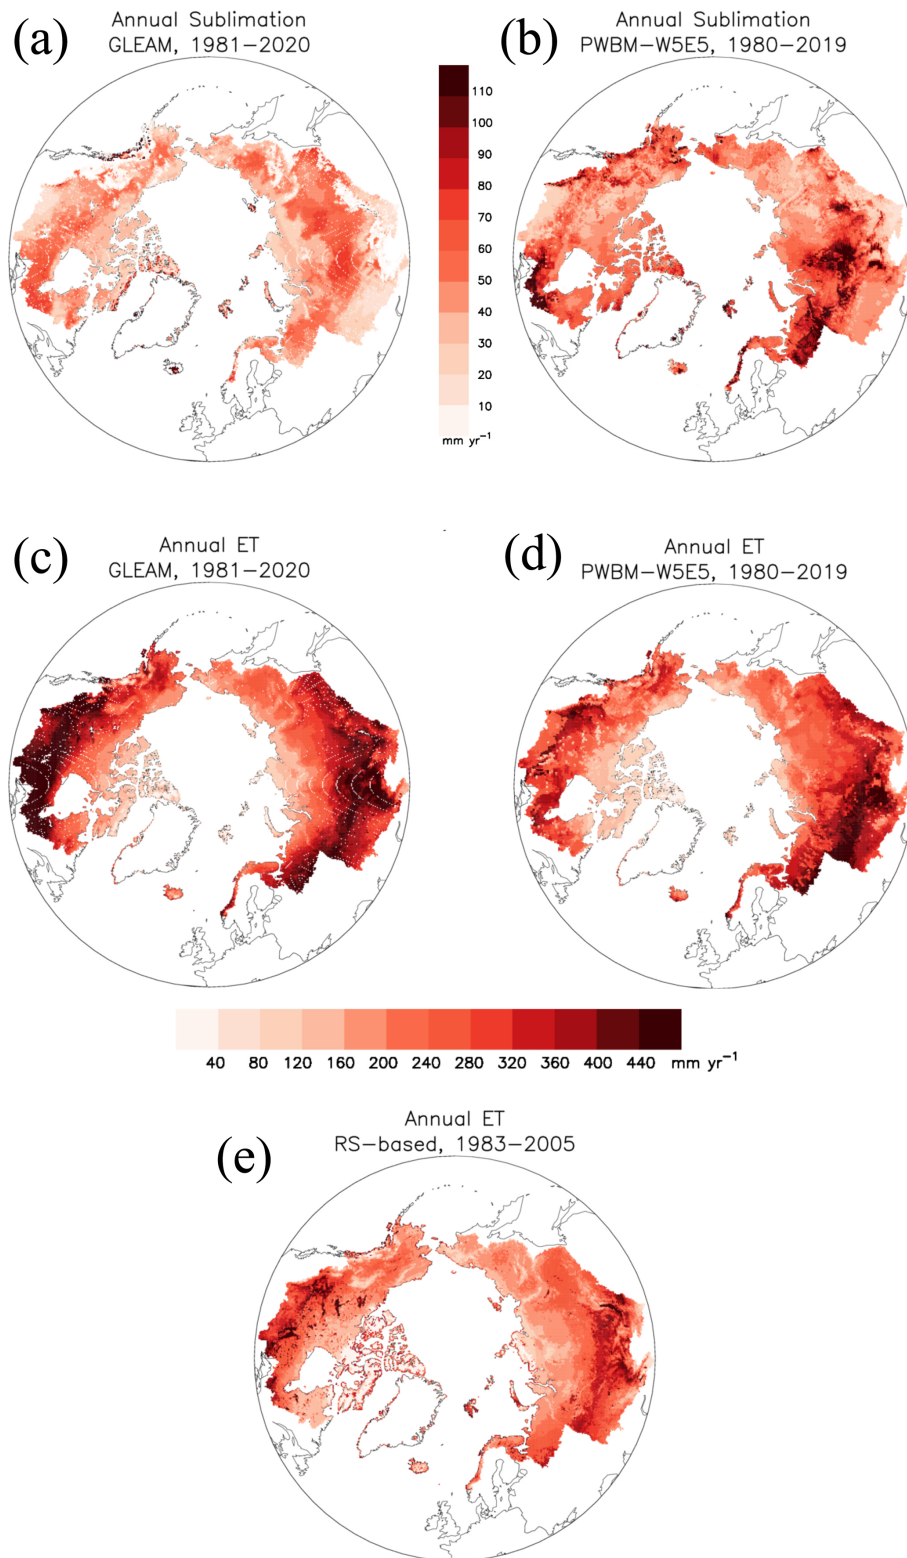 (a)
Annual Sublimation
GLEAM, 1981−2020
(b)
Annual Sublimation
PWBM−W5E5, 1980−2019
110
100
90
80
70
60
50
40
30
20
10
mm yr⁻¹
(c)
Annual ET
GLEAM, 1981−2020
(d)
Annual ET
PWBM−W5E5, 1980−2019
40 80 120 160 200 240 280 320 360 400 440 mm yr⁻¹
(e)
Annual ET
RS−based, 1983−2005